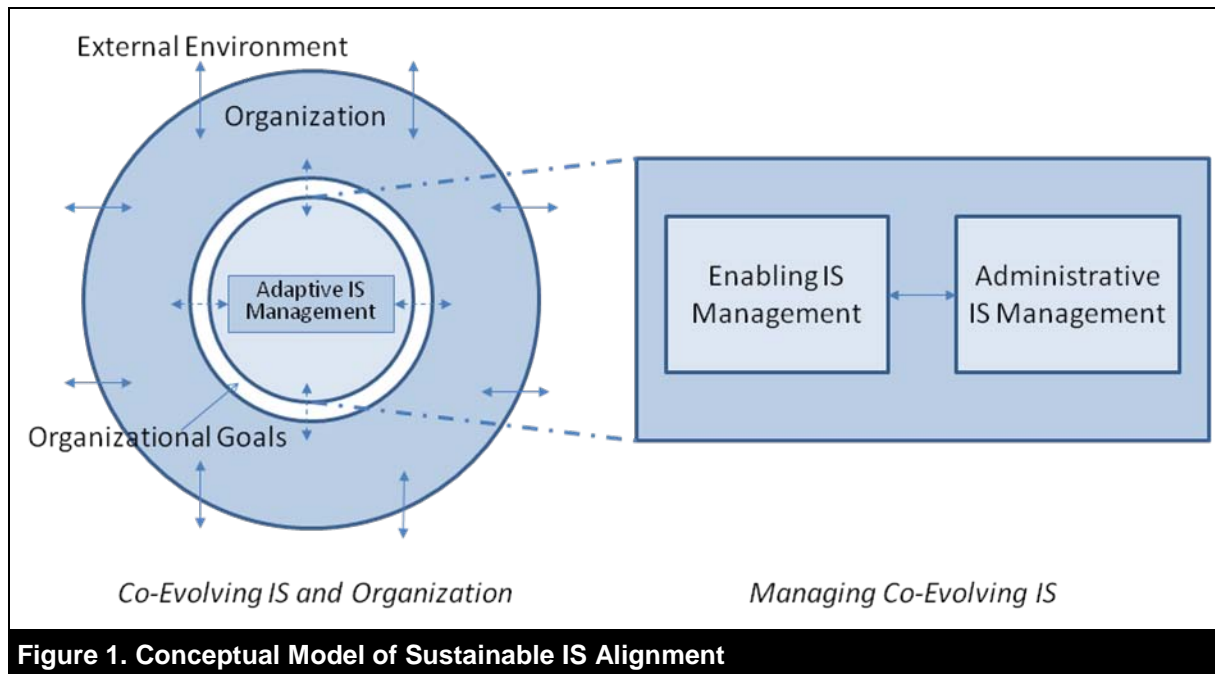 External Environment
Organization
Adaptive IS
Management
Organizational Goals
Enabling IS
Management
Administrative
IS Management
Co-Evolving IS and Organization
Managing Co-Evolving IS
Figure 1. Conceptual Model of Sustainable IS Alignment